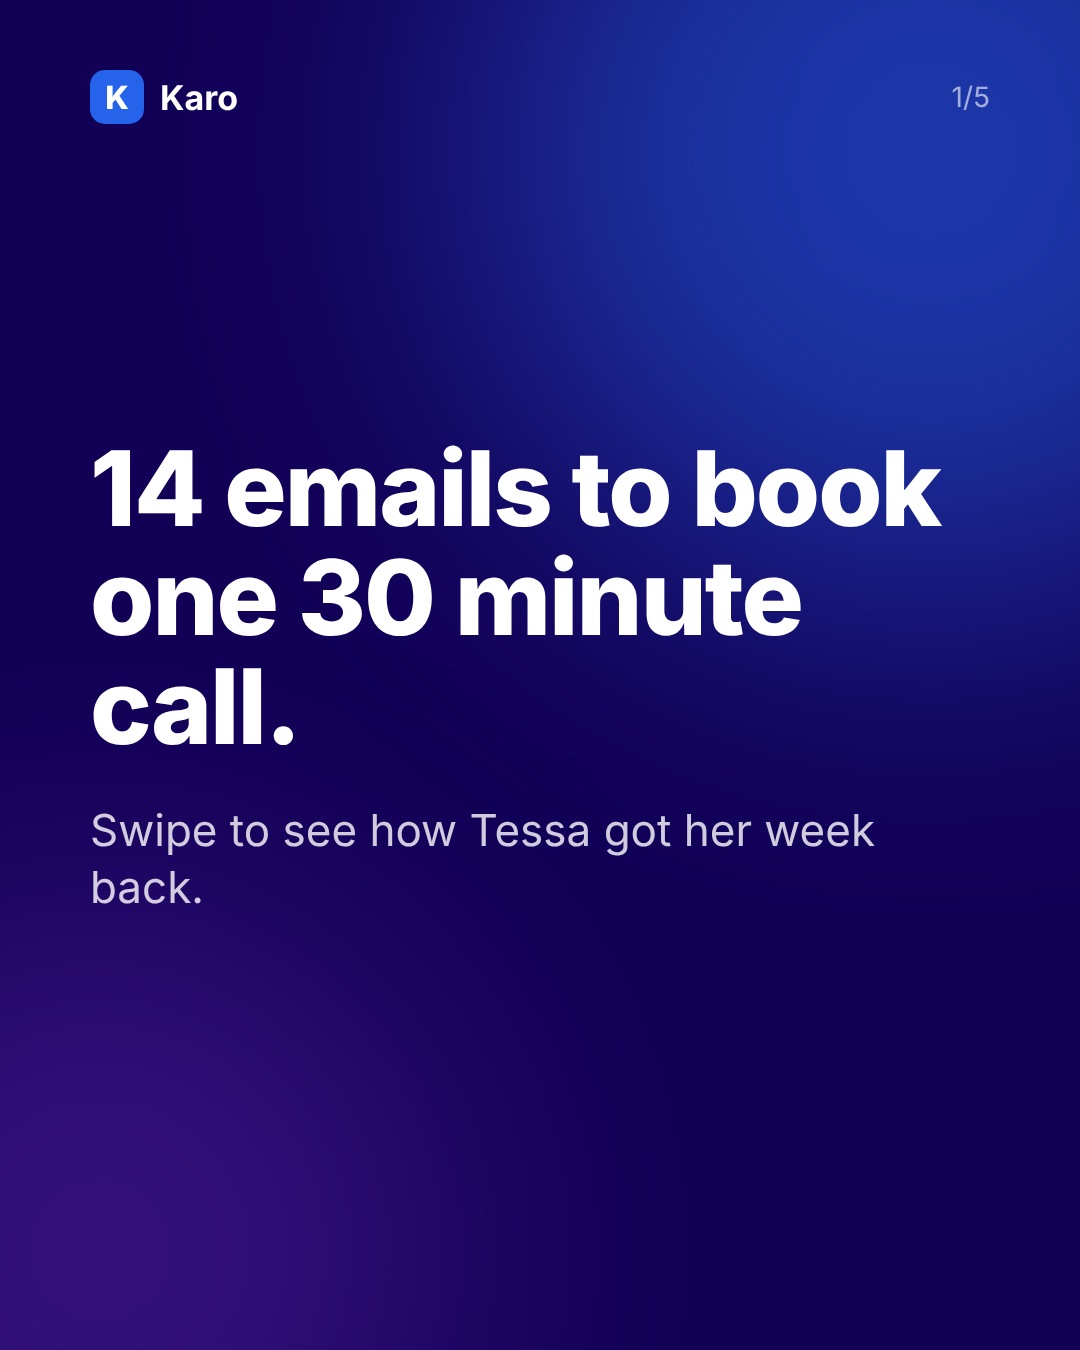 K Karo
1/5
14 emails to book
one 30 minute
call.
Swipe to see how Tessa got her week
back.